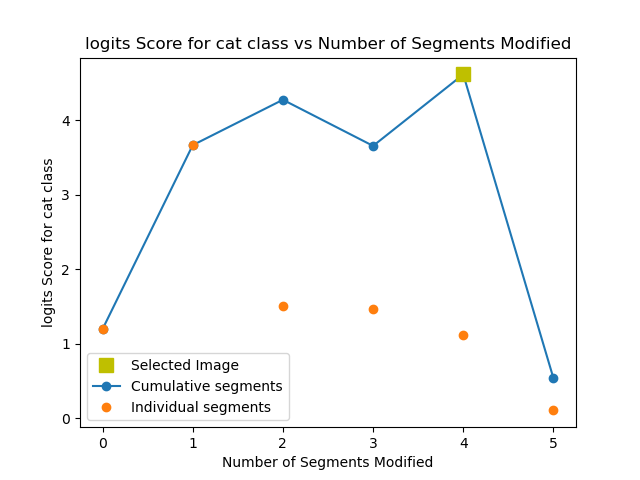 logits Score for cat class vs Number of Segments Modified
logits Score for cat class
4
3
2
1
0
Selected Image
Cumulative segments
Individual segments
0 1 2 3 4 5
Number of Segments Modified